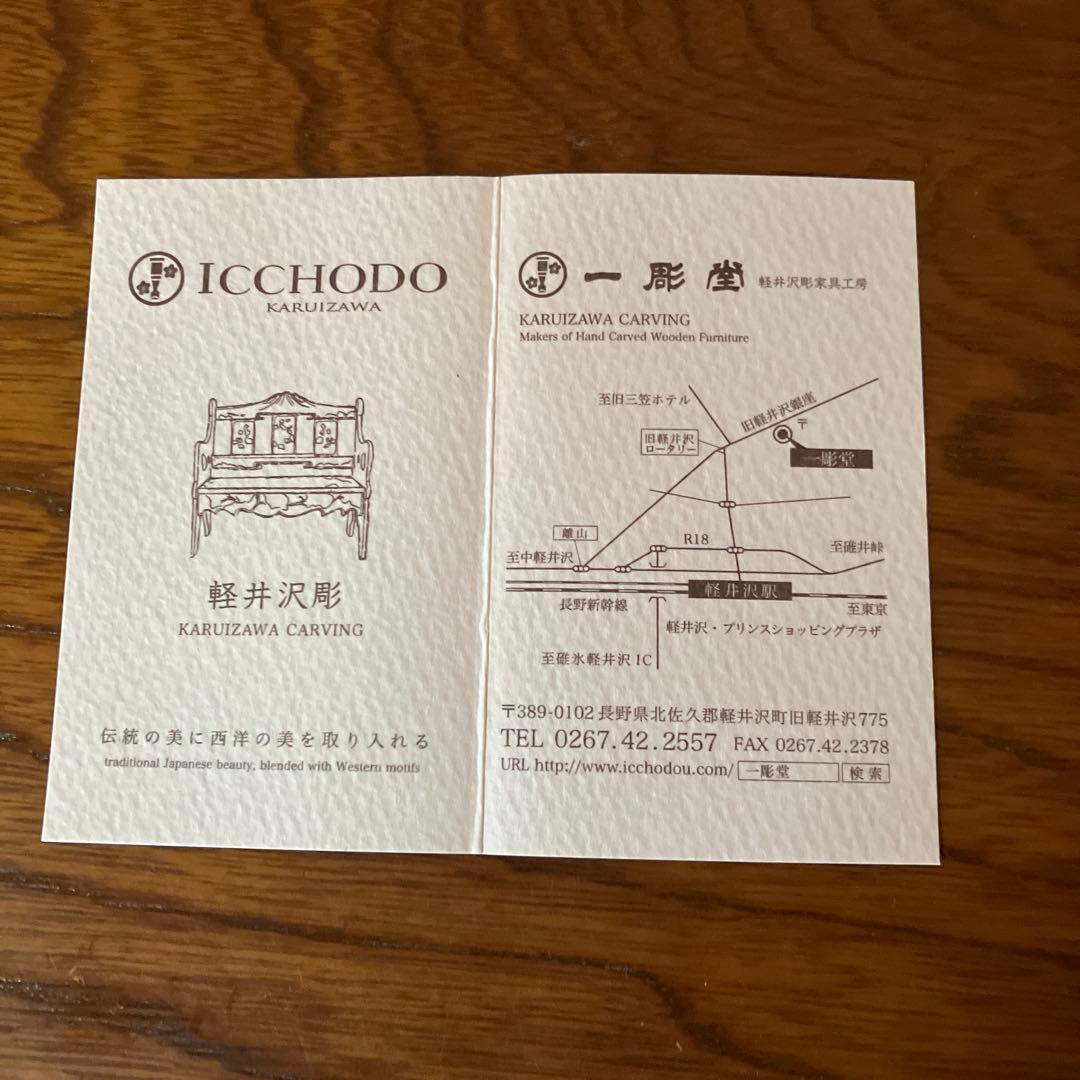 ICCHODO
KARUIZAWA
軽井沢彫
KARUIZAWA CARVING
伝統の美に西洋の美を取り入れる
traditional Japanese beauty, blended with Western motifs
一彫堂 軽井沢彫家具工房
KARUIZAWA CARVING
Makers of Hand Carved Wooden Furniture
至旧三笠ホテル
旧軽井沢銀座
〒
旧軽井沢
ロータリー
一彫堂
離山
R18
至中軽井沢
至碓井峠
軽井沢駅
長野新幹線
至東京
軽井沢・プリンスショッピングプラザ
至碓氷軽井沢IC
〒389-0102 長野県北佐久郡軽井沢町旧軽井沢775
TEL 0267.42.2557 FAX 0267.42.2378
URL http://www.icchodou.com/ 一彫堂 検索